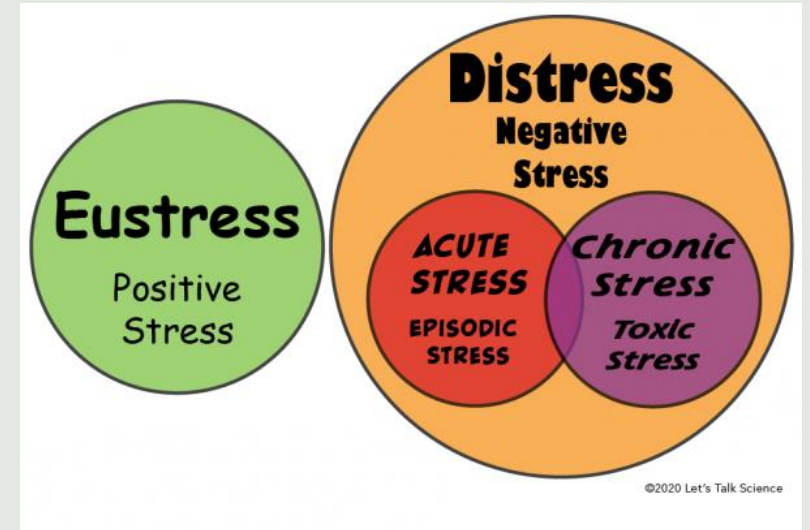 Eustress
Positive
Stress
Distress
Negative
Stress
ACUTE
STRESS
EPISODIC
STRESS
Chronic
Stress
Toxic
Stress
©2020 Let's Talk Science